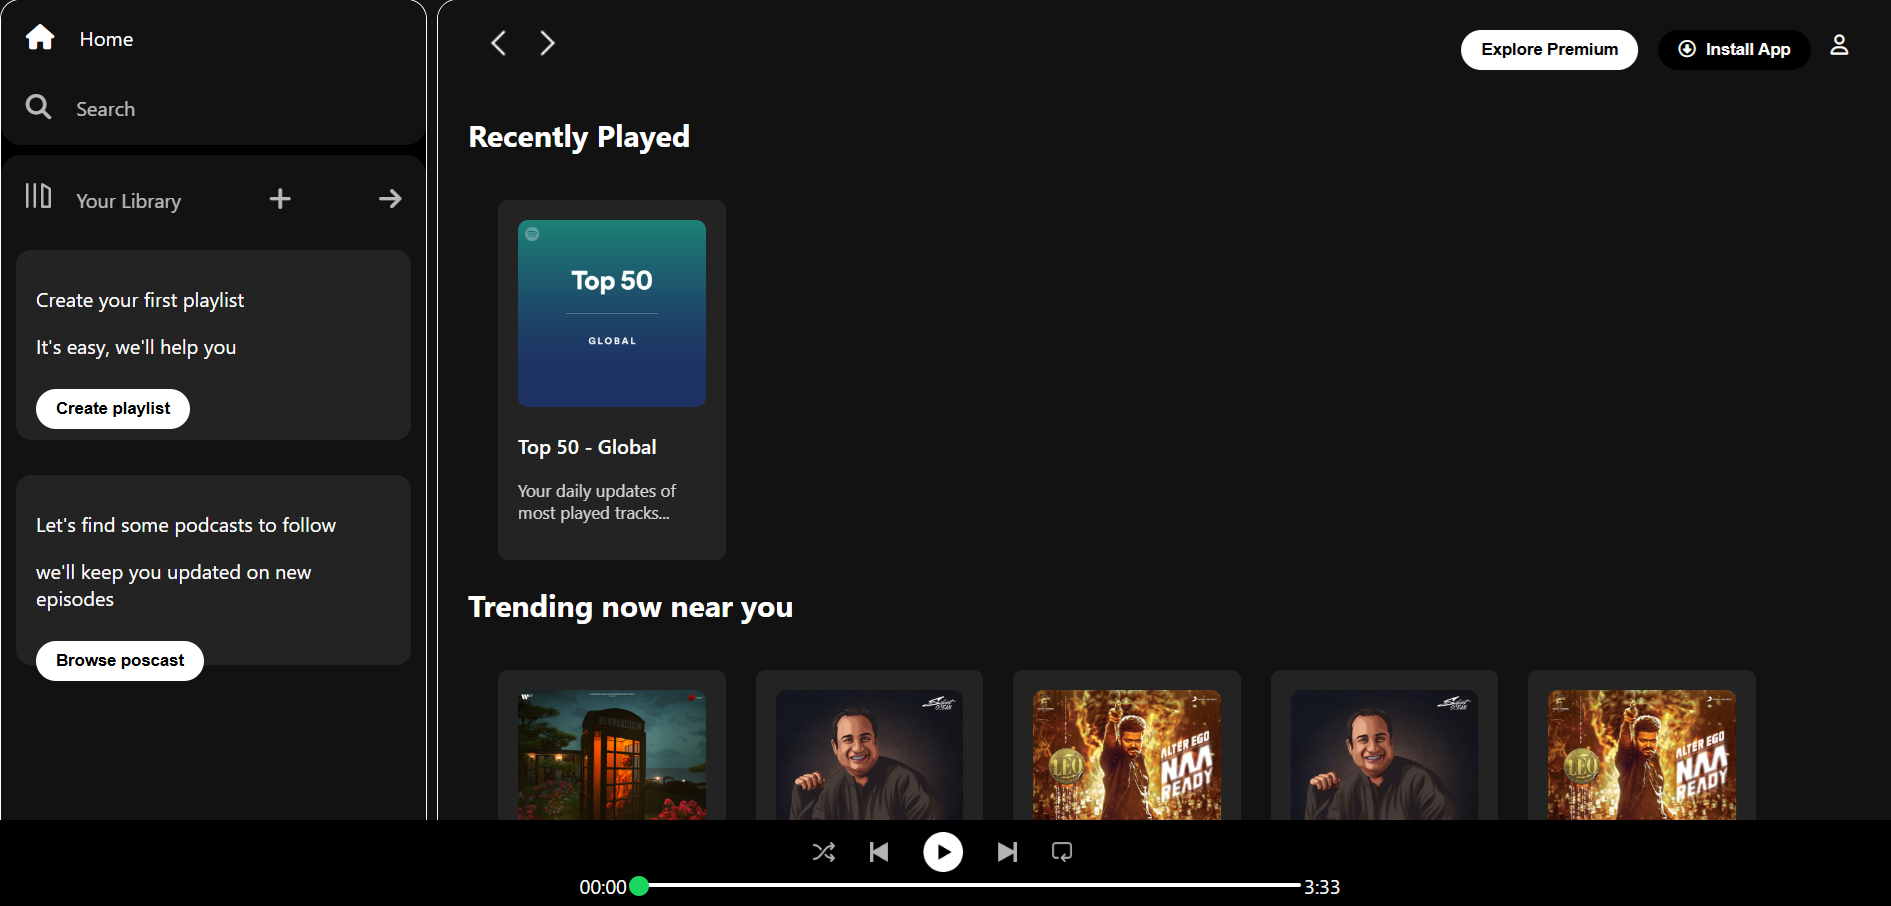 Home
Search
Your Library
Create your first playlist
It's easy, we'll help you
Create playlist
Let's find some podcasts to follow
we'll keep you updated on new
episodes
Browse poscast
Explore Premium
Install App
Recently Played
Top 50
GLOBAL
Top 50 - Global
Your daily updates of
most played tracks...
Trending now near you
ALTER EGO
NAA
READY
LEO
ALTER EGO
NAA
READY
LEO
00:00
3:33